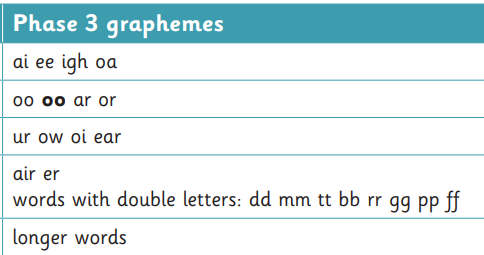 Phase 3 graphemes
ai ee igh oa
oo oo ar or
ur ow oi ear
air er
words with double letters: dd mm tt bb rr gg pp ff
longer words